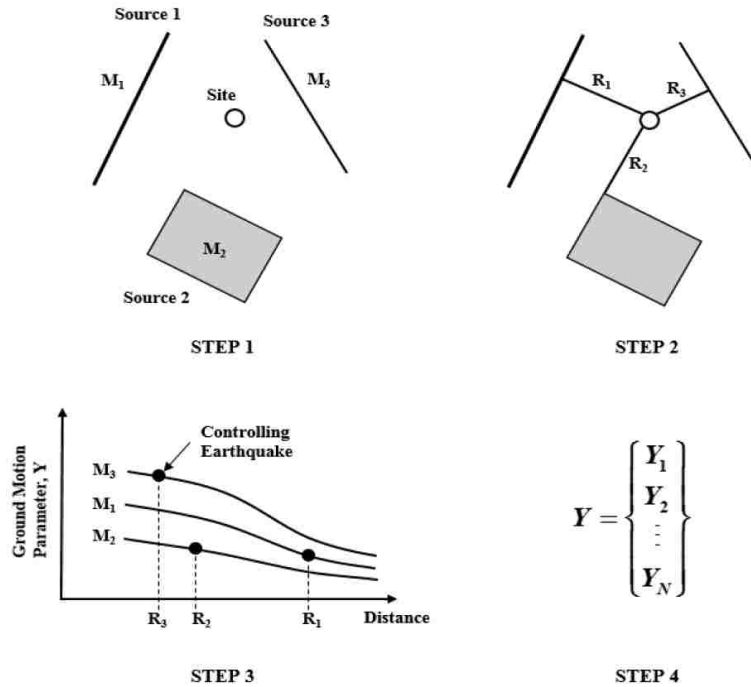 Source 1
Source 3
M1
M3
Site
M2
Source 2
STEP 1
R1
R3
R2
STEP 2
Ground Motion
Parameter, Y
Controlling
Earthquake
M3
M1
M2
R3
R2
R1
Distance
STEP 3
Y =
Y1
Y2
⋮
YN
STEP 4